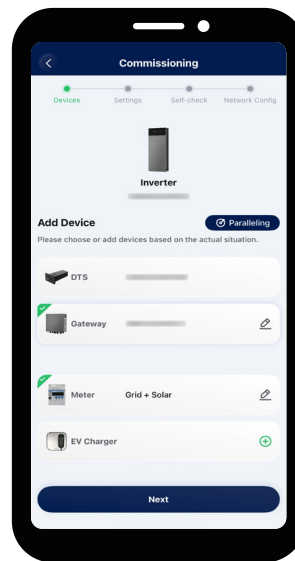 Commissioning
Devices Settings Self-check Network Config
Inverter
Add Device Paralleling
Please choose or add devices based on the actual situation.
DTS
Gateway
Meter Grid + Solar
EV Charger
Next